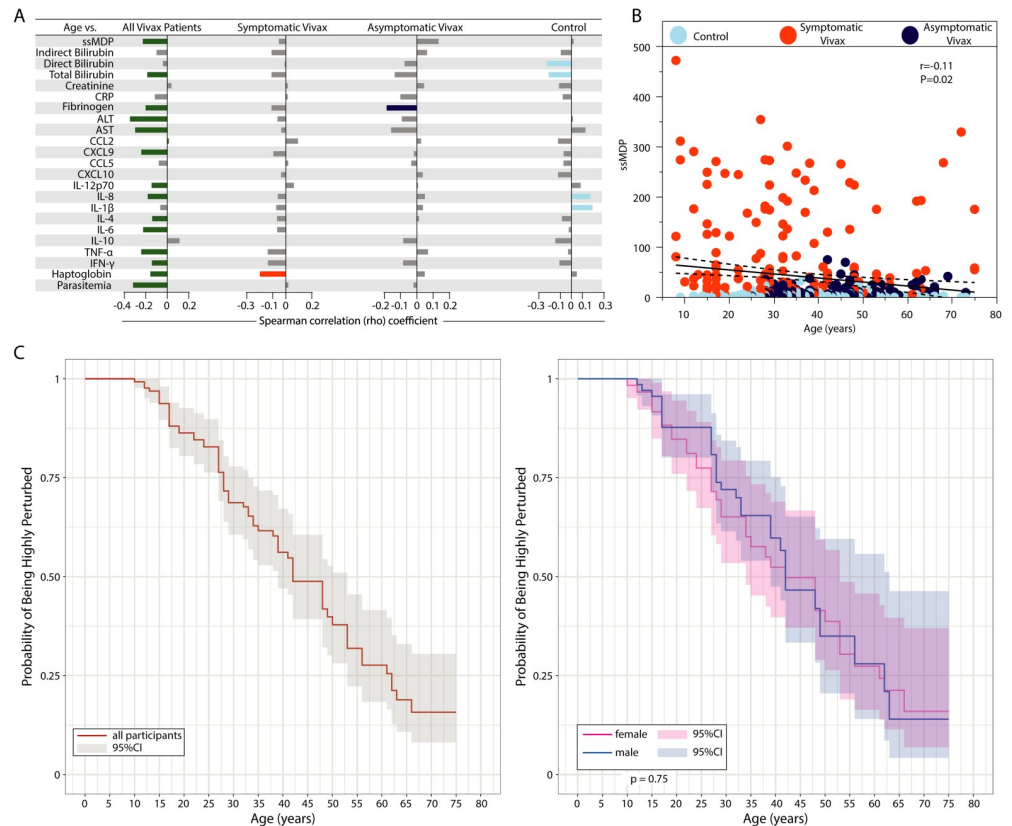 A
Age vs. All Vivax Patients Symptomatic Vivax Asymptomatic Vivax Control
ssMDP
Indirect Bilirubin
Direct Bilirubin
Total Bilirubin
Creatinine
CRP
Fibrinogen
ALT
AST
CCL2
CXCL9
CCL5
CXCL10
IL-12p70
IL-8
IL-1β
IL-4
IL-6
IL-10
TNF-α
IFN-γ
Haptoglobin
Parasitemia
-0.4 -0.2 0 0.2 -0.3 -0.1 0 0.2 -0.2 -0.1 0 0.1 0.2 -0.3 -0.1 0 0.1 0.3
Spearman correlation (rho) coefficient
B
Control Symptomatic Vivax Asymptomatic Vivax
r=-0.11
P=0.02
ssMDP
500
400
300
200
100
0
10 20 30 40 50 60 70 80
Age (years)
C
Probability of Being Highly Perturbed
1
0.75
0.50
0.25
0
all participants
95%CI
0 5 10 15 20 25 30 35 40 45 50 55 60 65 70 75 80
Age (years)
Probability of Being Highly Perturbed
1
0.75
0.50
0.25
0
female 95%CI
male 95%CI
p = 0.75
0 5 10 15 20 25 30 35 40 45 50 55 60 65 70 75 80
Age (years)